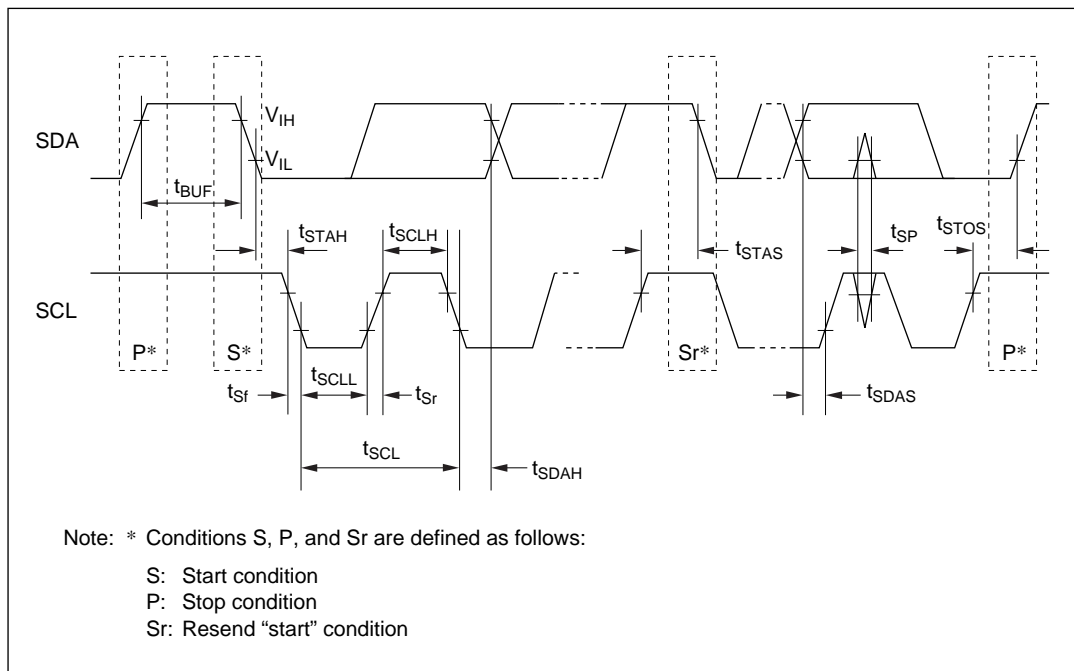 SDA
V_IH
V_IL
t_BUF
t_STAH
t_SCLH
t_STAS
t_SP
t_STOS
SCL
P*
S*
Sr*
P*
t_Sf
t_SCLL
t_Sr
t_SDAS
t_SCL
t_SDAH
Note: * Conditions S, P, and Sr are defined as follows:
S: Start condition
P: Stop condition
Sr: Resend “start” condition